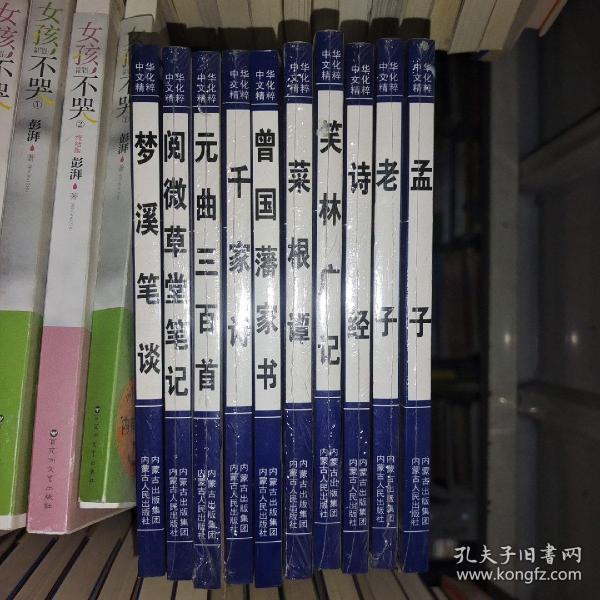 女孩不哭
①
彭湃
著
女孩不哭
②
彭湃
著
百花洲文艺出版社
女孩不哭
彭湃
著
中华文化精粹
梦溪笔谈
内蒙古出版集团
内蒙古人民出版社
中华文化精粹
阅微草堂笔记
内蒙古出版集团
内蒙古人民出版社
中华文化精粹
元曲三百首
内蒙古出版集团
内蒙古人民出版社
中华文化精粹
千家诗
内蒙古出版集团
内蒙古人民出版社
中华文化精粹
曾国藩家书
内蒙古出版集团
内蒙古人民出版社
中华文化精粹
菜根谭
内蒙古出版集团
内蒙古人民出版社
中华文化精粹
笑林广记
内蒙古出版集团
内蒙古人民出版社
中华文化精粹
诗经
内蒙古出版集团
内蒙古人民出版社
中华文化精粹
老子
内蒙古出版集团
内蒙古人民出版社
中华文化精粹
孟子
内蒙古出版集团
内蒙古人民出版社
孔夫子旧书网
www.kongfz.com